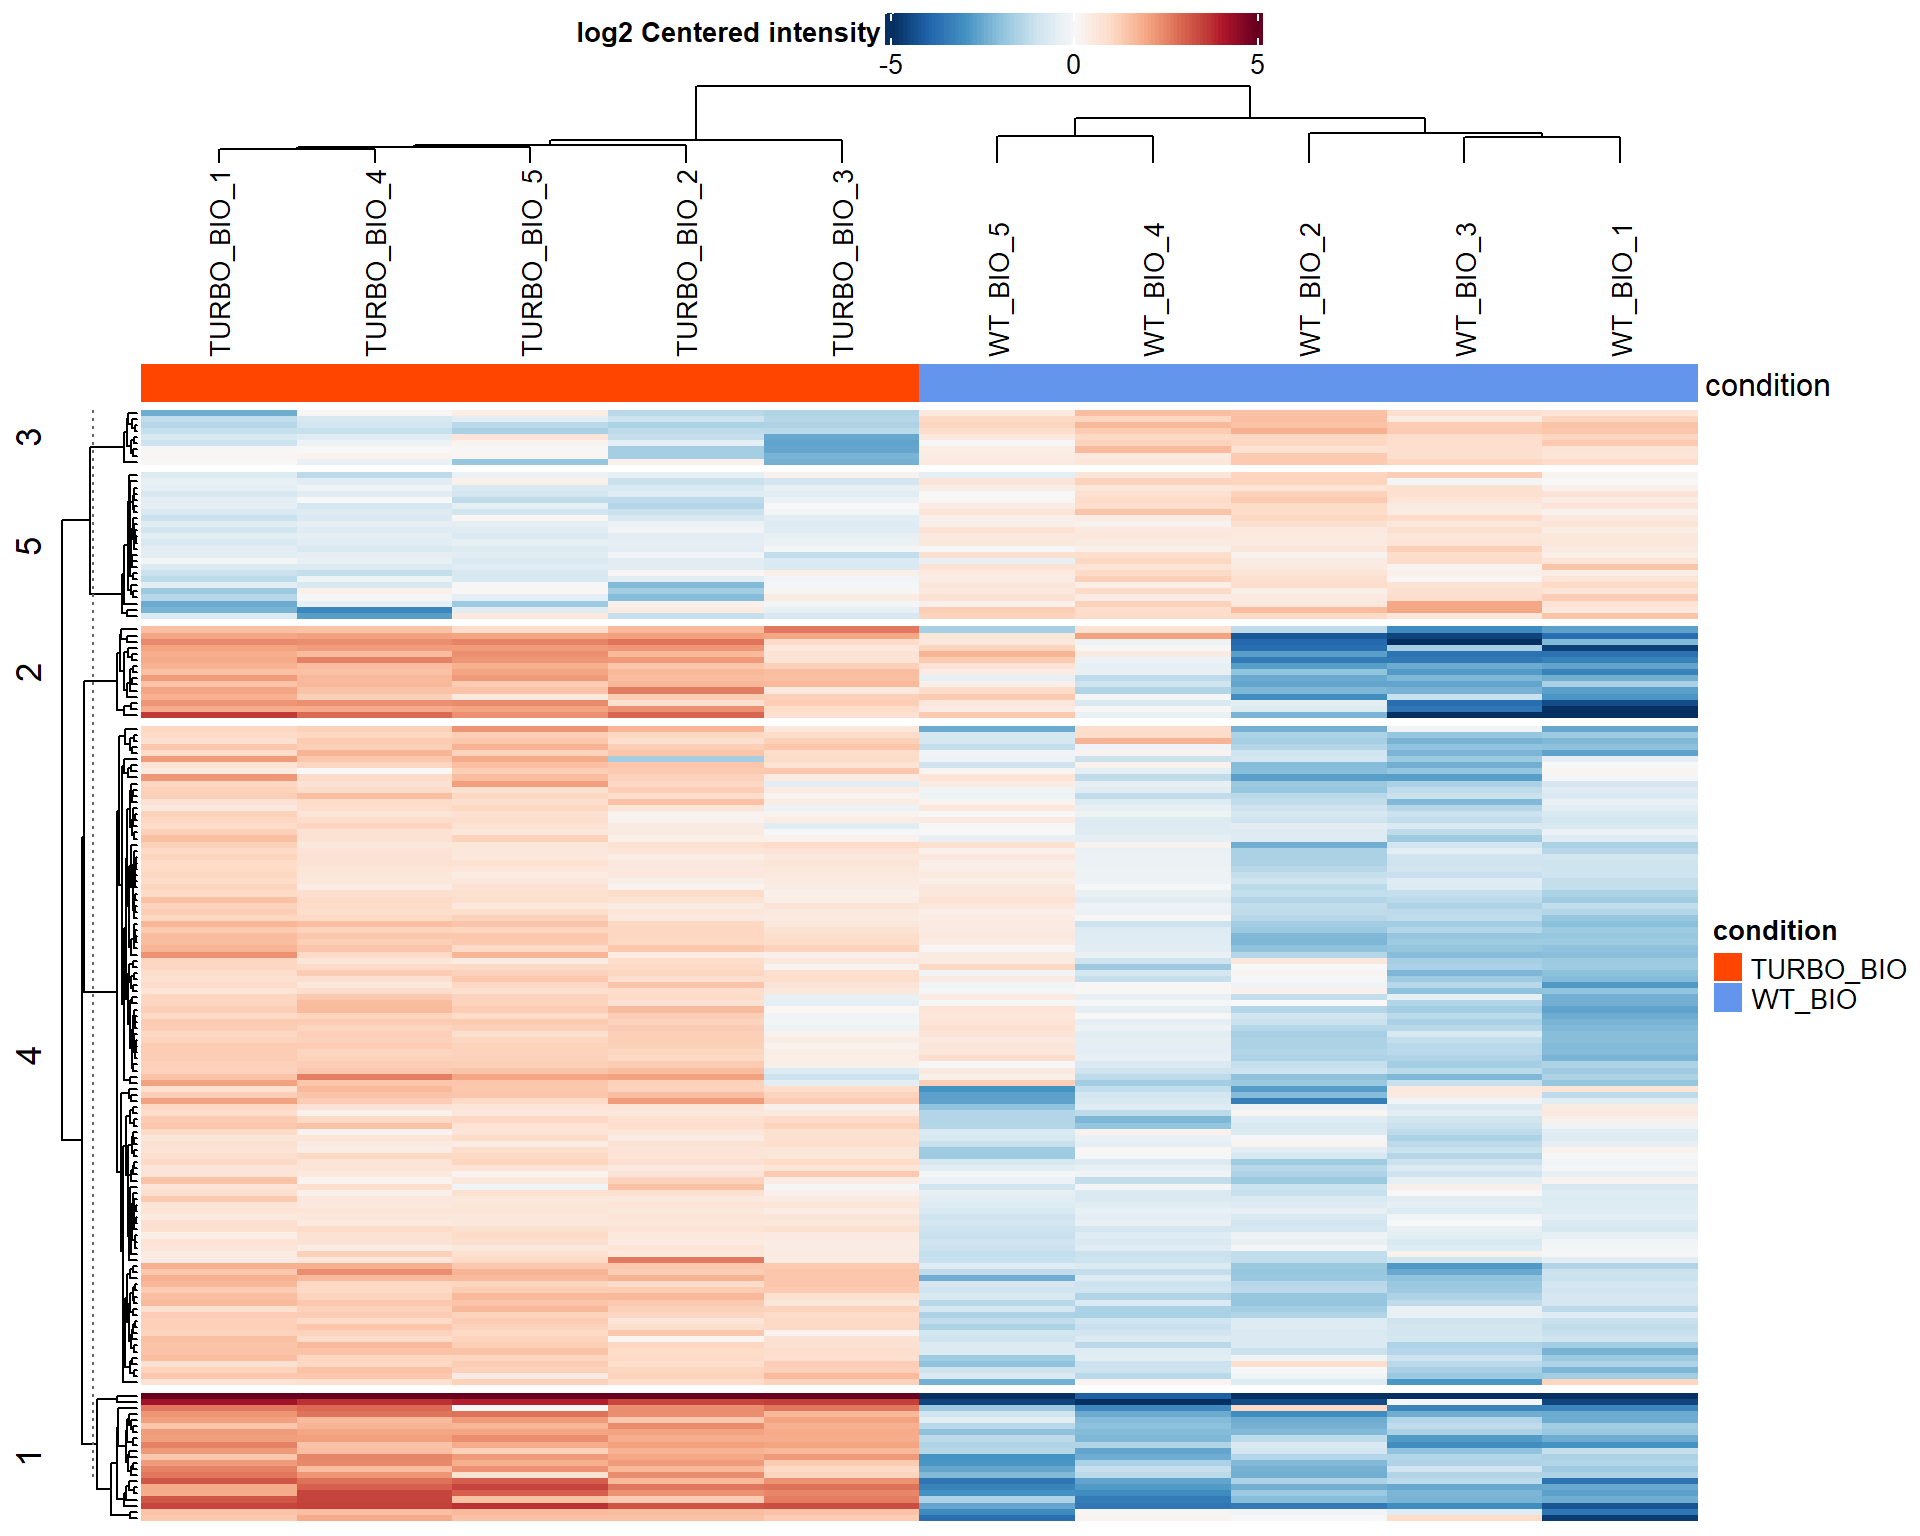 log2 Centered intensity
-5 0 5
TURBO_BIO_1
TURBO_BIO_4
TURBO_BIO_5
TURBO_BIO_2
TURBO_BIO_3
WT_BIO_5
WT_BIO_4
WT_BIO_2
WT_BIO_3
WT_BIO_1
condition
3
5
2
4
1
condition
TURBO_BIO
WT_BIO